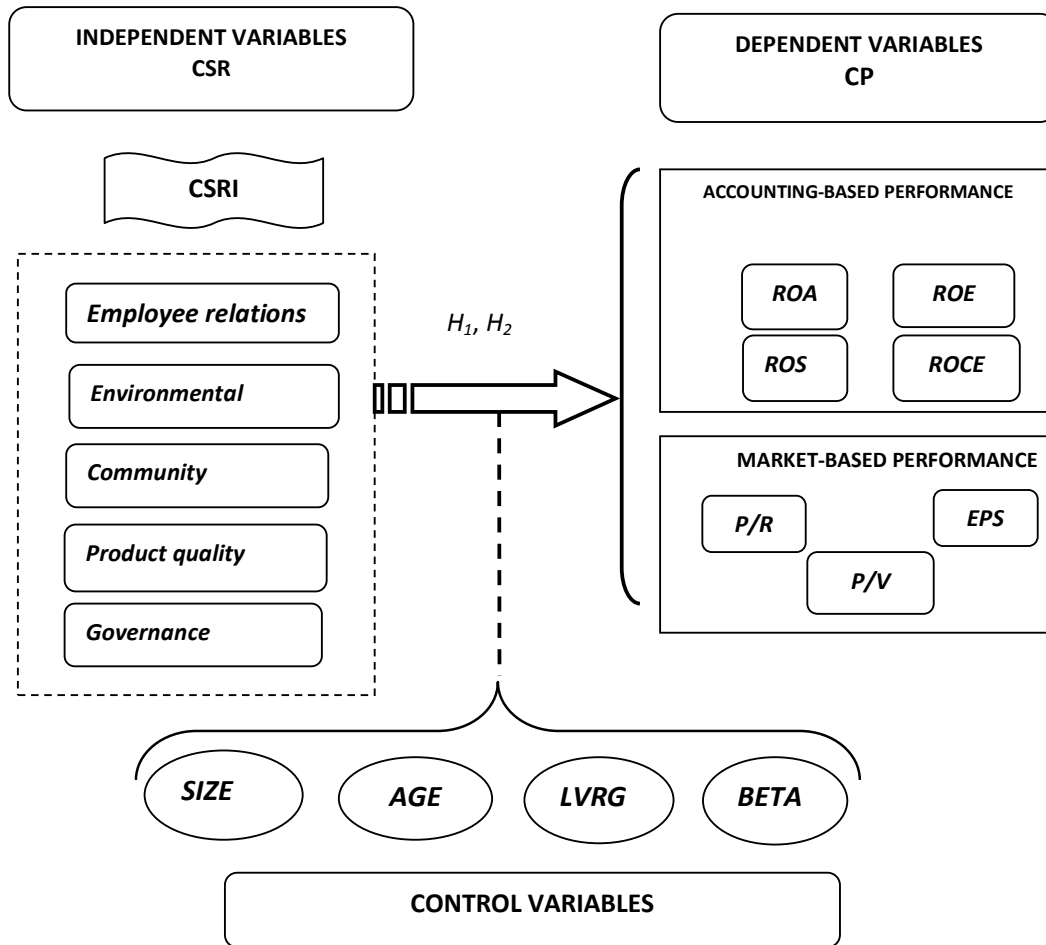 INDEPENDENT VARIABLES
CSR
DEPENDENT VARIABLES
CP
CSRI
Employee relations
Environmental
Community
Product quality
Governance
H1, H2
ACCOUNTING-BASED PERFORMANCE
ROA
ROE
ROS
ROCE
MARKET-BASED PERFORMANCE
P/R
EPS
P/V
SIZE
AGE
LVRG
BETA
CONTROL VARIABLES